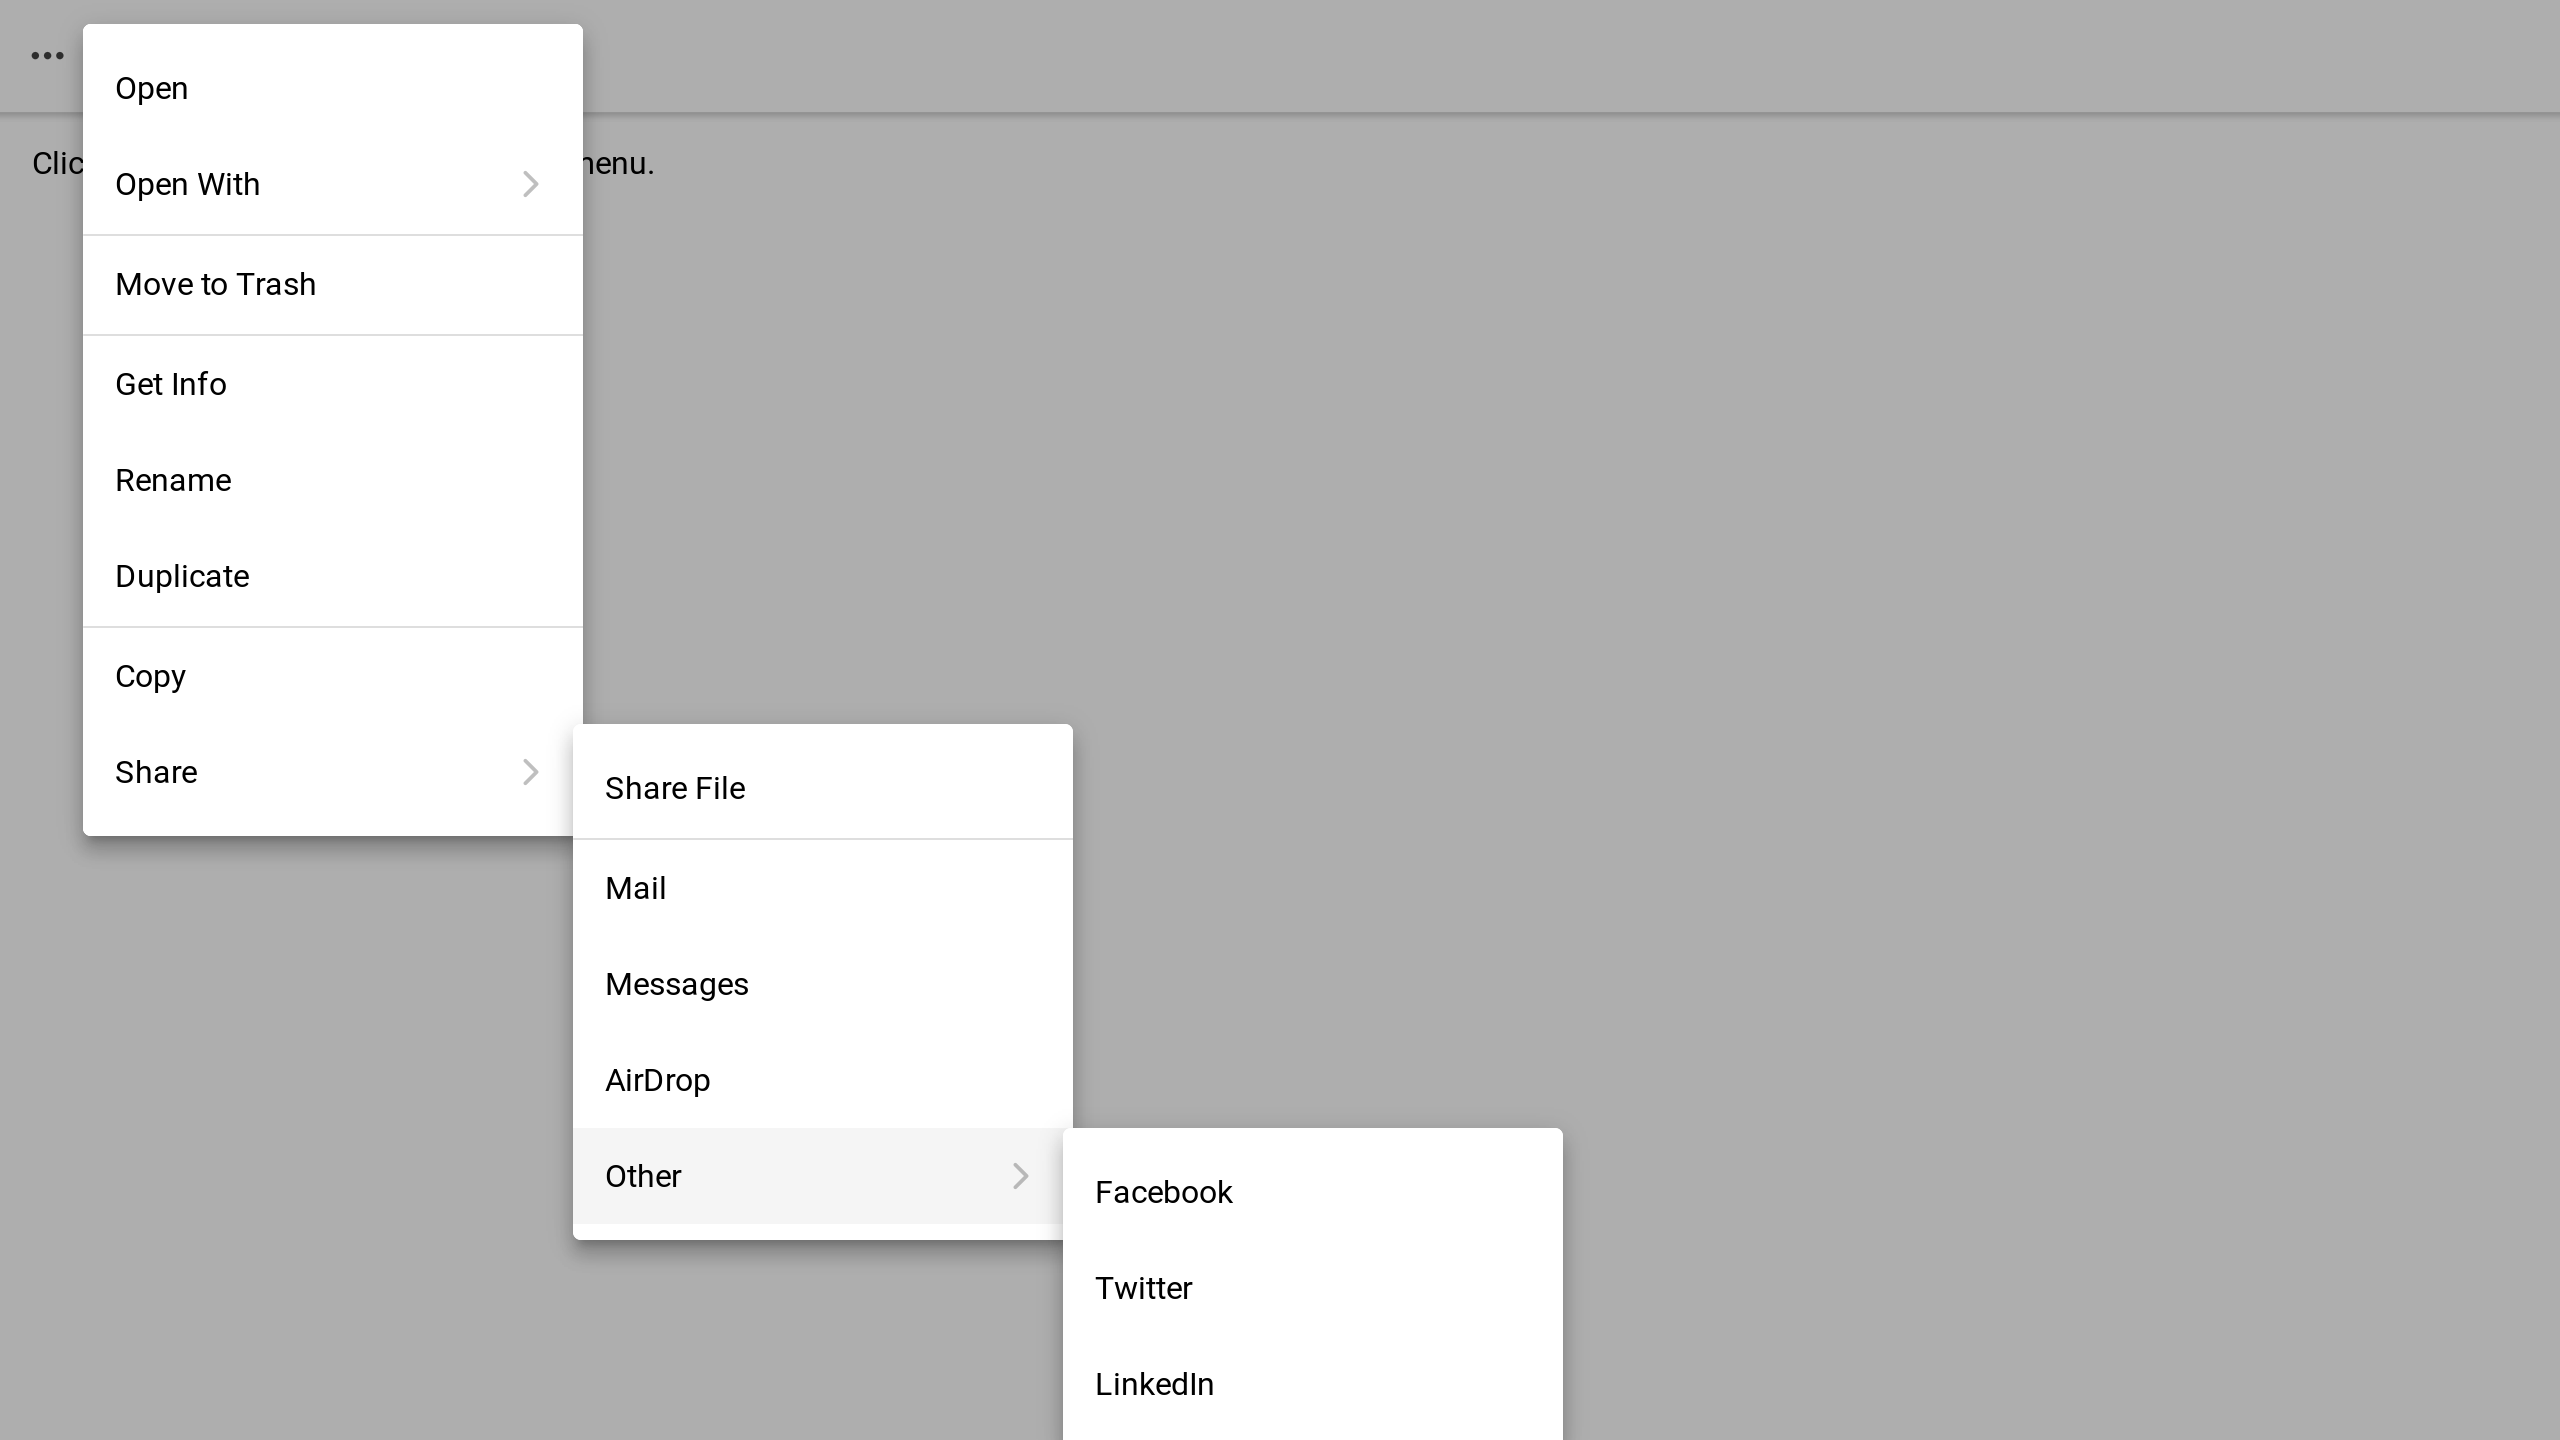 Open
Clic
nenu.
Open With
Move to Trash
Get Info
Rename
Duplicate
Copy
Share
Share File
Mail
Messages
AirDrop
Other
Facebook
Twitter
LinkedIn